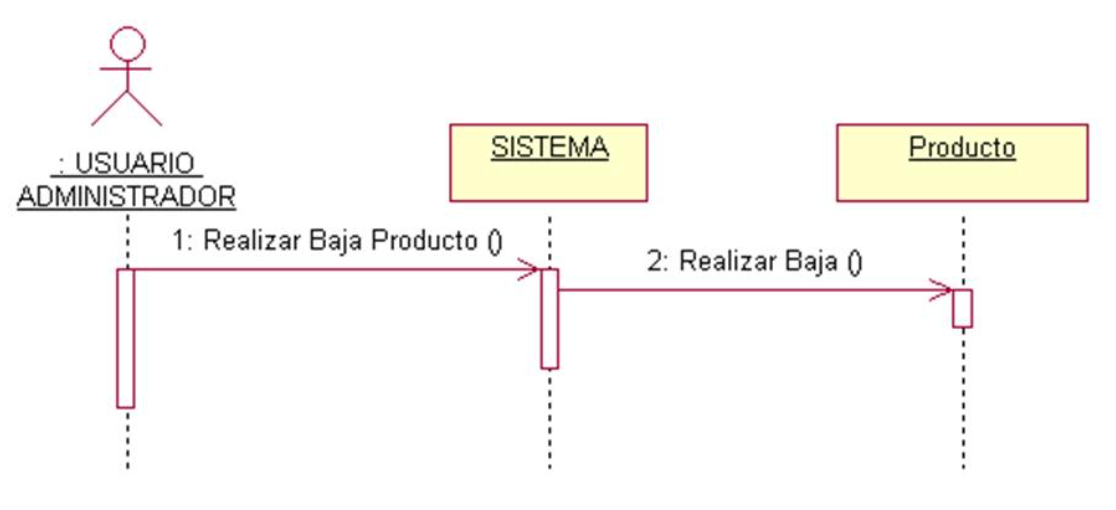 : USUARIO
ADMINISTRADOR
SISTEMA
Producto
1: Realizar Baja Producto ()
2: Realizar Baja ()